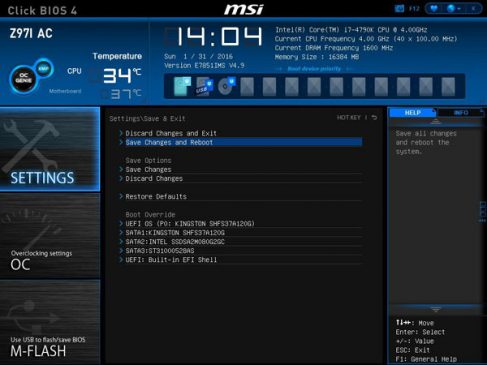 Click BIOS 4
msi
F12
Z97I AC
14:04
Intel(R) Core(TM) i7-4790K CPU @ 4.00GHz
Current CPU Frequency 4.00 GHz (40 x 100.00 MHz)
Current DRAM Frequency 1600 MHz
Memory Size : 16384 MB
Sun 1 / 31 / 2016
Version E7851IMS V4.9
Boot device priority
Temperature
OC
GENIE
XMP
CPU
34°C
Motherboard
37°C
USB
SETTINGS
Overclocking settings
OC
Use USB to flash/save BIOS
M-FLASH
Settings\Save & Exit
HOT KEY
Discard Changes and Exit
Save Changes and Reboot
Save Options
Save Changes
Discard Changes
Restore Defaults
Boot Override
UEFI OS (P0: KINGSTON SHFS37A120G)
SATA1:KINGSTON SHFS37A120G
SATA2:INTEL SSDSA2M080G2GC
SATA3:ST31000528AS
UEFI: Built-in EFI Shell
HELP
INFO
Save all changes
and reboot the
system.
↑↓←→: Move
Enter: Select
+/-: Value
ESC: Exit
F1: General Help